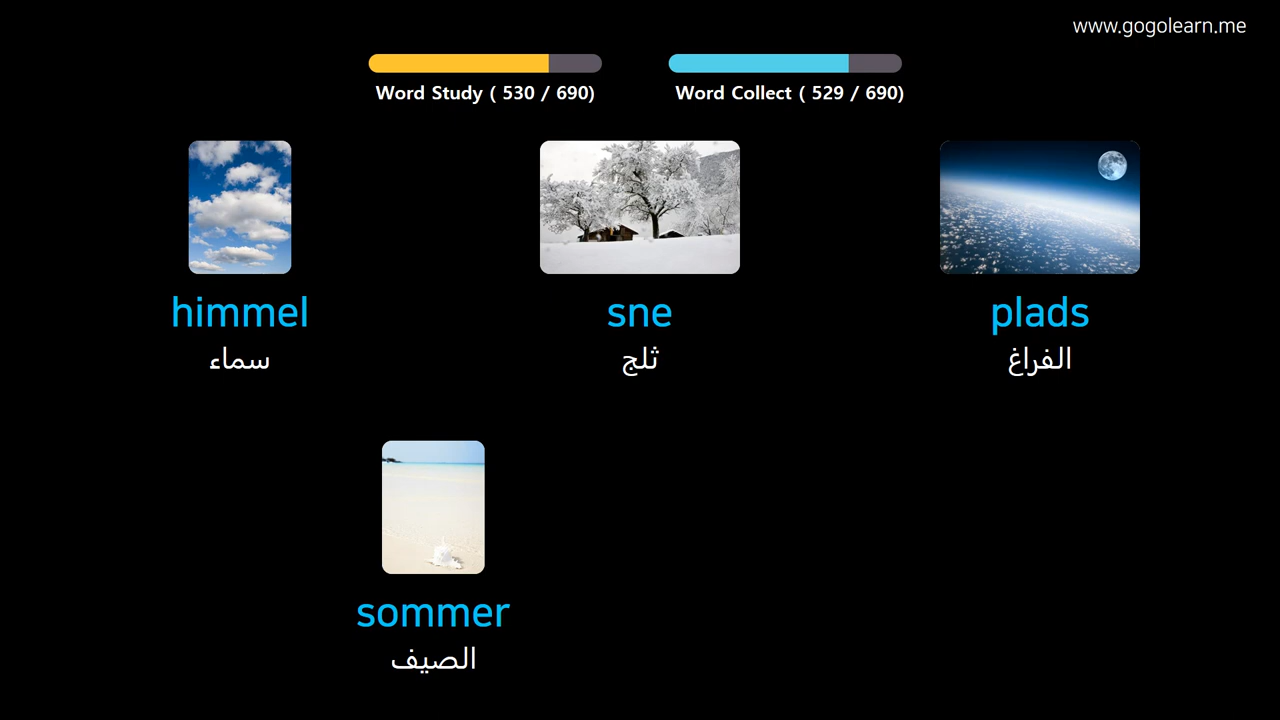 www.gogolearn.me
Word Study ( 530 / 690)
Word Collect ( 529 / 690)
himmel
سماء
sne
ثلج
plads
الفراغ
sommer
الصيف